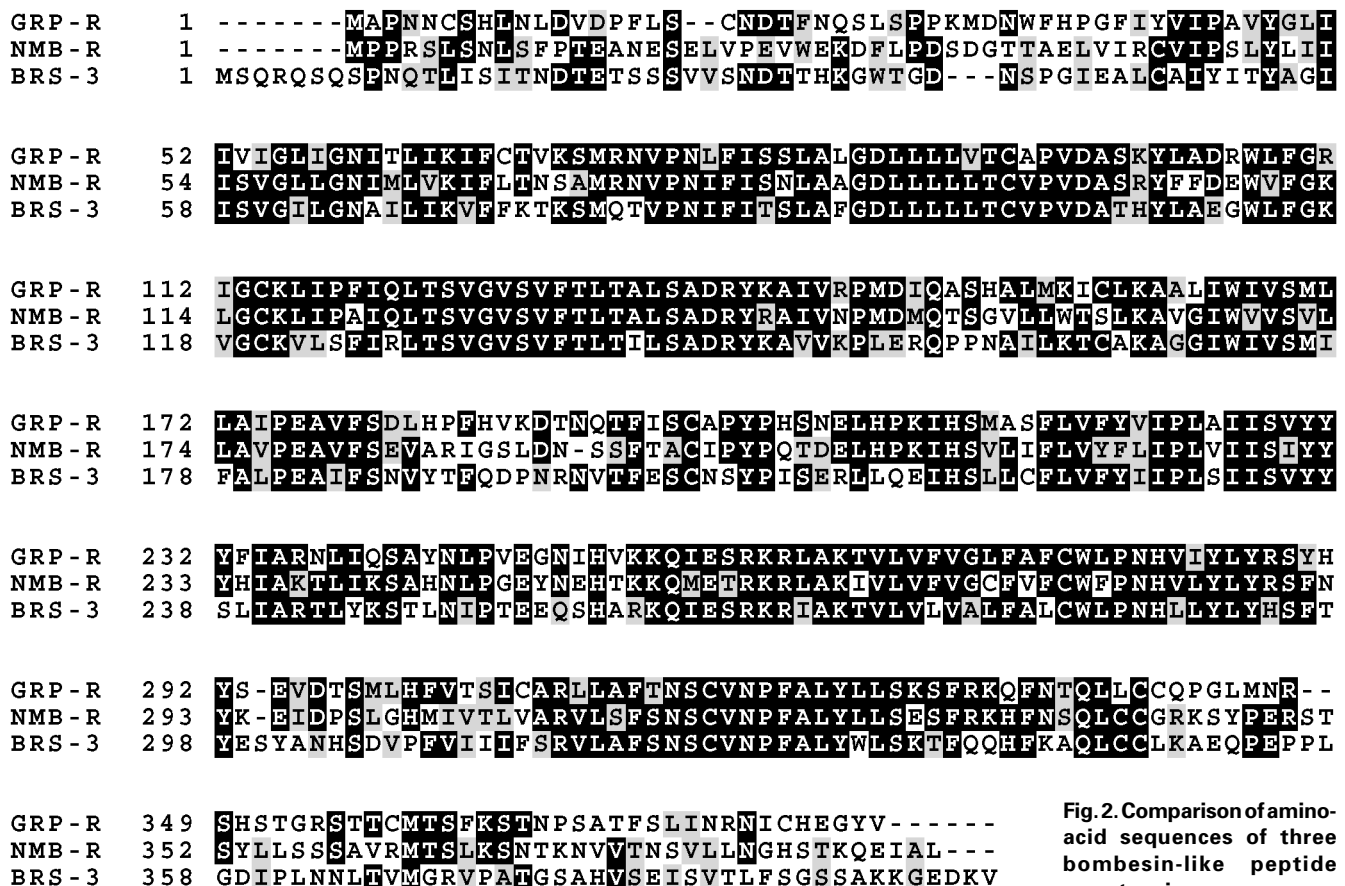 GRP-R 1 -------MAPNNCSHLNLDVDPFLS--CNDTFNQSLSPPKMDNWFHPGFIYVIPAVYGLI
NMB-R 1 -------MPPRSLSNLSFPTEANESELVPEVWEKDFLPDSDGTTAELVIRCVIPSLYLII
BRS-3 1 MSQRQSQSPNQTLISITNDTETSSSVVSNDTTHKGWTGD---NSPGIEALCAIYITYAGI
GRP-R 52 IVIGLIGNITLIKIFCTVKSMRNVPNLFISSLALGDLLLLVTCAPVDASKYLADRWLFGR
NMB-R 54 ISVGLLGNIMLVKIFLTNSAMRNVPNIFISNLAAGDLLLLLTCVPVDASRYFFDEWVFGK
BRS-3 58 ISVGILGNAILIKVFFKTKSMQTVPNIFITSLAFGDLLLLLTCVPVDATHYLAEGWLFGK
GRP-R 112 IGCKLIPFIQLTSVGVSVFTLTALSADRYKAIVRPMDIQASHALMKICLKAALIWIVSML
NMB-R 114 LGCKLIPAIQLTSVGVSVFTLTALSADRYRAIVNPMDMQTSGVLLWTSLKAVGIWVVSVL
BRS-3 118 VGCKVLSFIRLTSVGVSVFTLTILSADRYKAVVKPLERQPPNAILKTCAKAGGIWIVSMI
GRP-R 172 LAIPEAVFSDLHPFHVKDTNQTFISCAPYPHSNELHPKIHSMASFLVFYVIPLAIISVYY
NMB-R 174 LAVPEAVFSEVARIGSLDN-SSFTACIPYPQTDELHPKIHSVLIFLVYFLIPLVIISIYY
BRS-3 178 FALPEAIFSNVYTFQDPNRNVTFESCNSYPISERLLQEIHSLLCFLVFYIIPLSIISVYY
GRP-R 232 YFIARNLIQSAYNLPVEGNIHVKKQIESRKRLAKTVLVFVGLFAFCWLPNHVIYLYRSYH
NMB-R 233 YHIAKTLIKSAHNLPGEYNEHTKKQMETRKRLAKIVLVFVGCFVFCWFPNHVLYLYRSFN
BRS-3 238 SLIARTLYKSTLNIPTEEQSHARKQIESRKRIAKTVLVLVALFALCWLPNHLLYLYHSFT
GRP-R 292 YS-EVDTSMLHFVTSICARLLAFTNSCVNPFALYLLSKSFRKQFNTQLLCCQPGLMNR--
NMB-R 293 YK-EIDPSLGHMIVTLVARVLSFSNSCVNPFALYLLSESFRKHFNSQLCCGRKSYPERST
BRS-3 298 YESYANHSDVPFVIIIFSRVLAFSNSCVNPFALYWLSKTFQQHFKAQLCCLKAEQPEPPL
GRP-R 349 SHSTGRSTTCMTSFKSTNPSATFSLINRNICHEGYV------
NMB-R 352 SYLLSSSAVRMTSLKSNTKNVVTNSVLLNGHSTKQEIAL---
BRS-3 358 GDIPLNNLTVMGRVPATGSAHVSEISVTLFSGSSAKKGEDKV
Fig. 2. Comparison of amino-
acid sequences of three
bombesin-like peptide